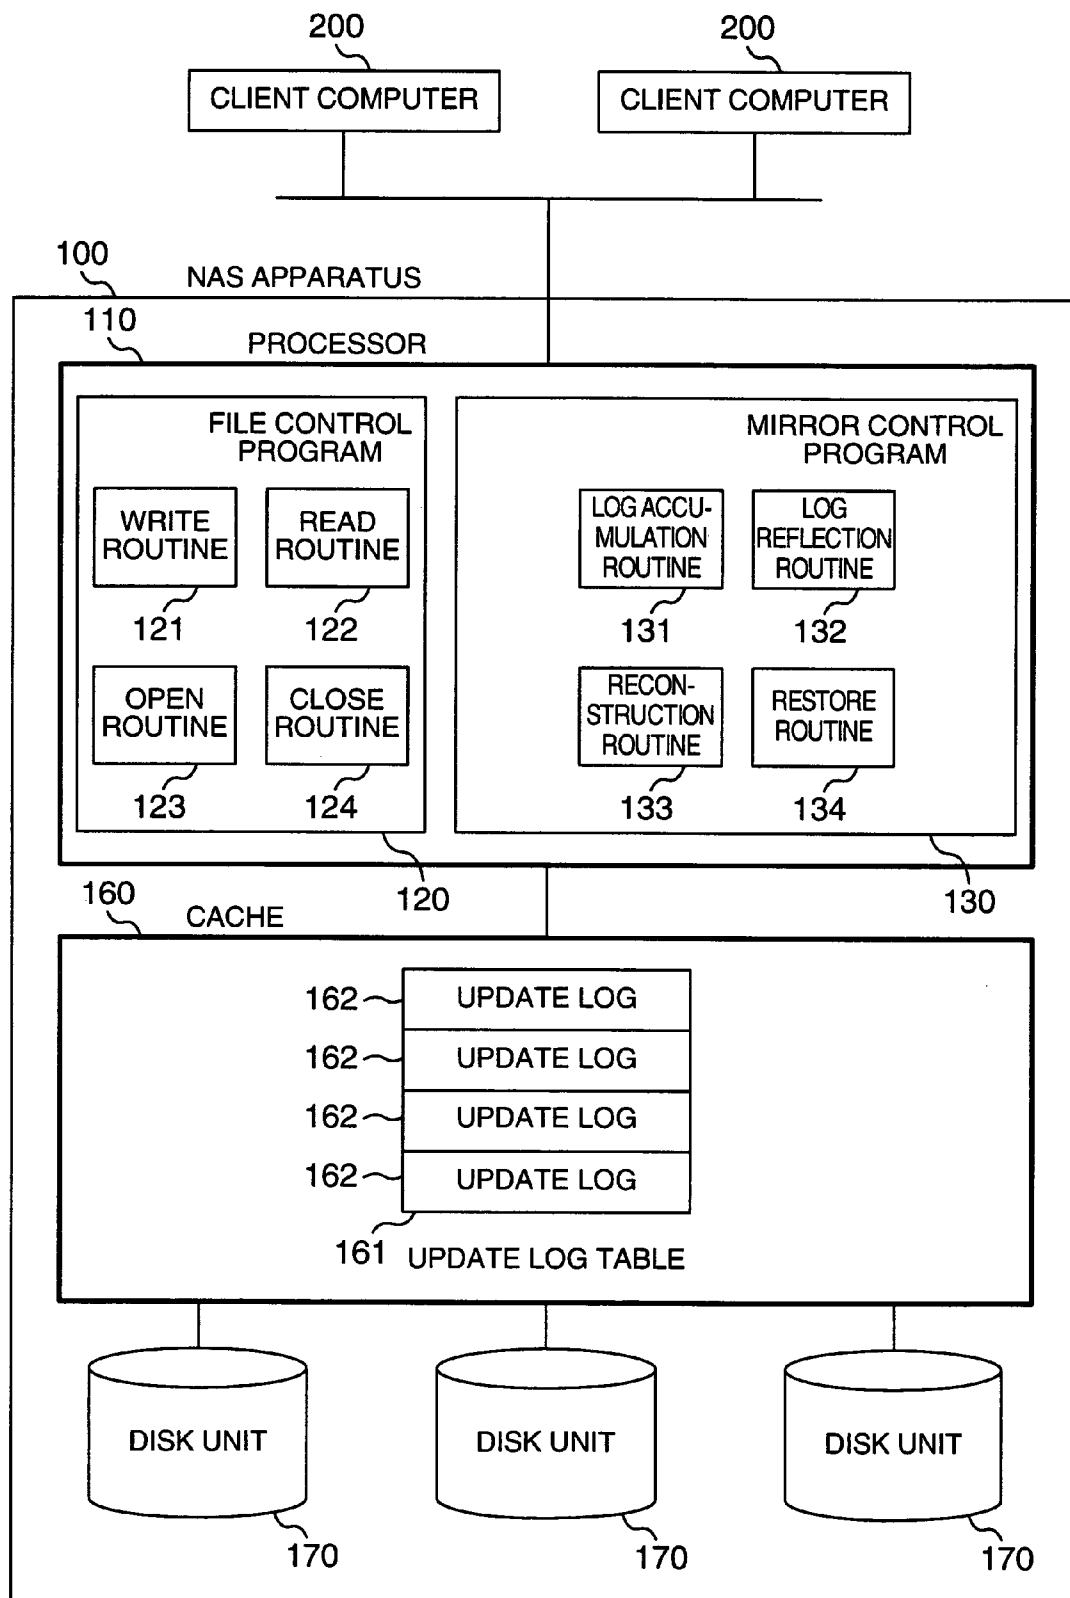 200
200
CLIENT COMPUTER
CLIENT COMPUTER
100
NAS APPARATUS
110
PROCESSOR
FILE CONTROL
PROGRAM
MIRROR CONTROL
PROGRAM
WRITE
ROUTINE
READ
ROUTINE
LOG ACCU-
MULATION
ROUTINE
LOG
REFLECTION
ROUTINE
121
122
131
132
OPEN
ROUTINE
CLOSE
ROUTINE
RECON-
STRUCTION
ROUTINE
RESTORE
ROUTINE
123
124
133
134
120
130
160
CACHE
162
UPDATE LOG
162
UPDATE LOG
162
UPDATE LOG
162
UPDATE LOG
161
UPDATE LOG TABLE
DISK UNIT
DISK UNIT
DISK UNIT
170
170
170